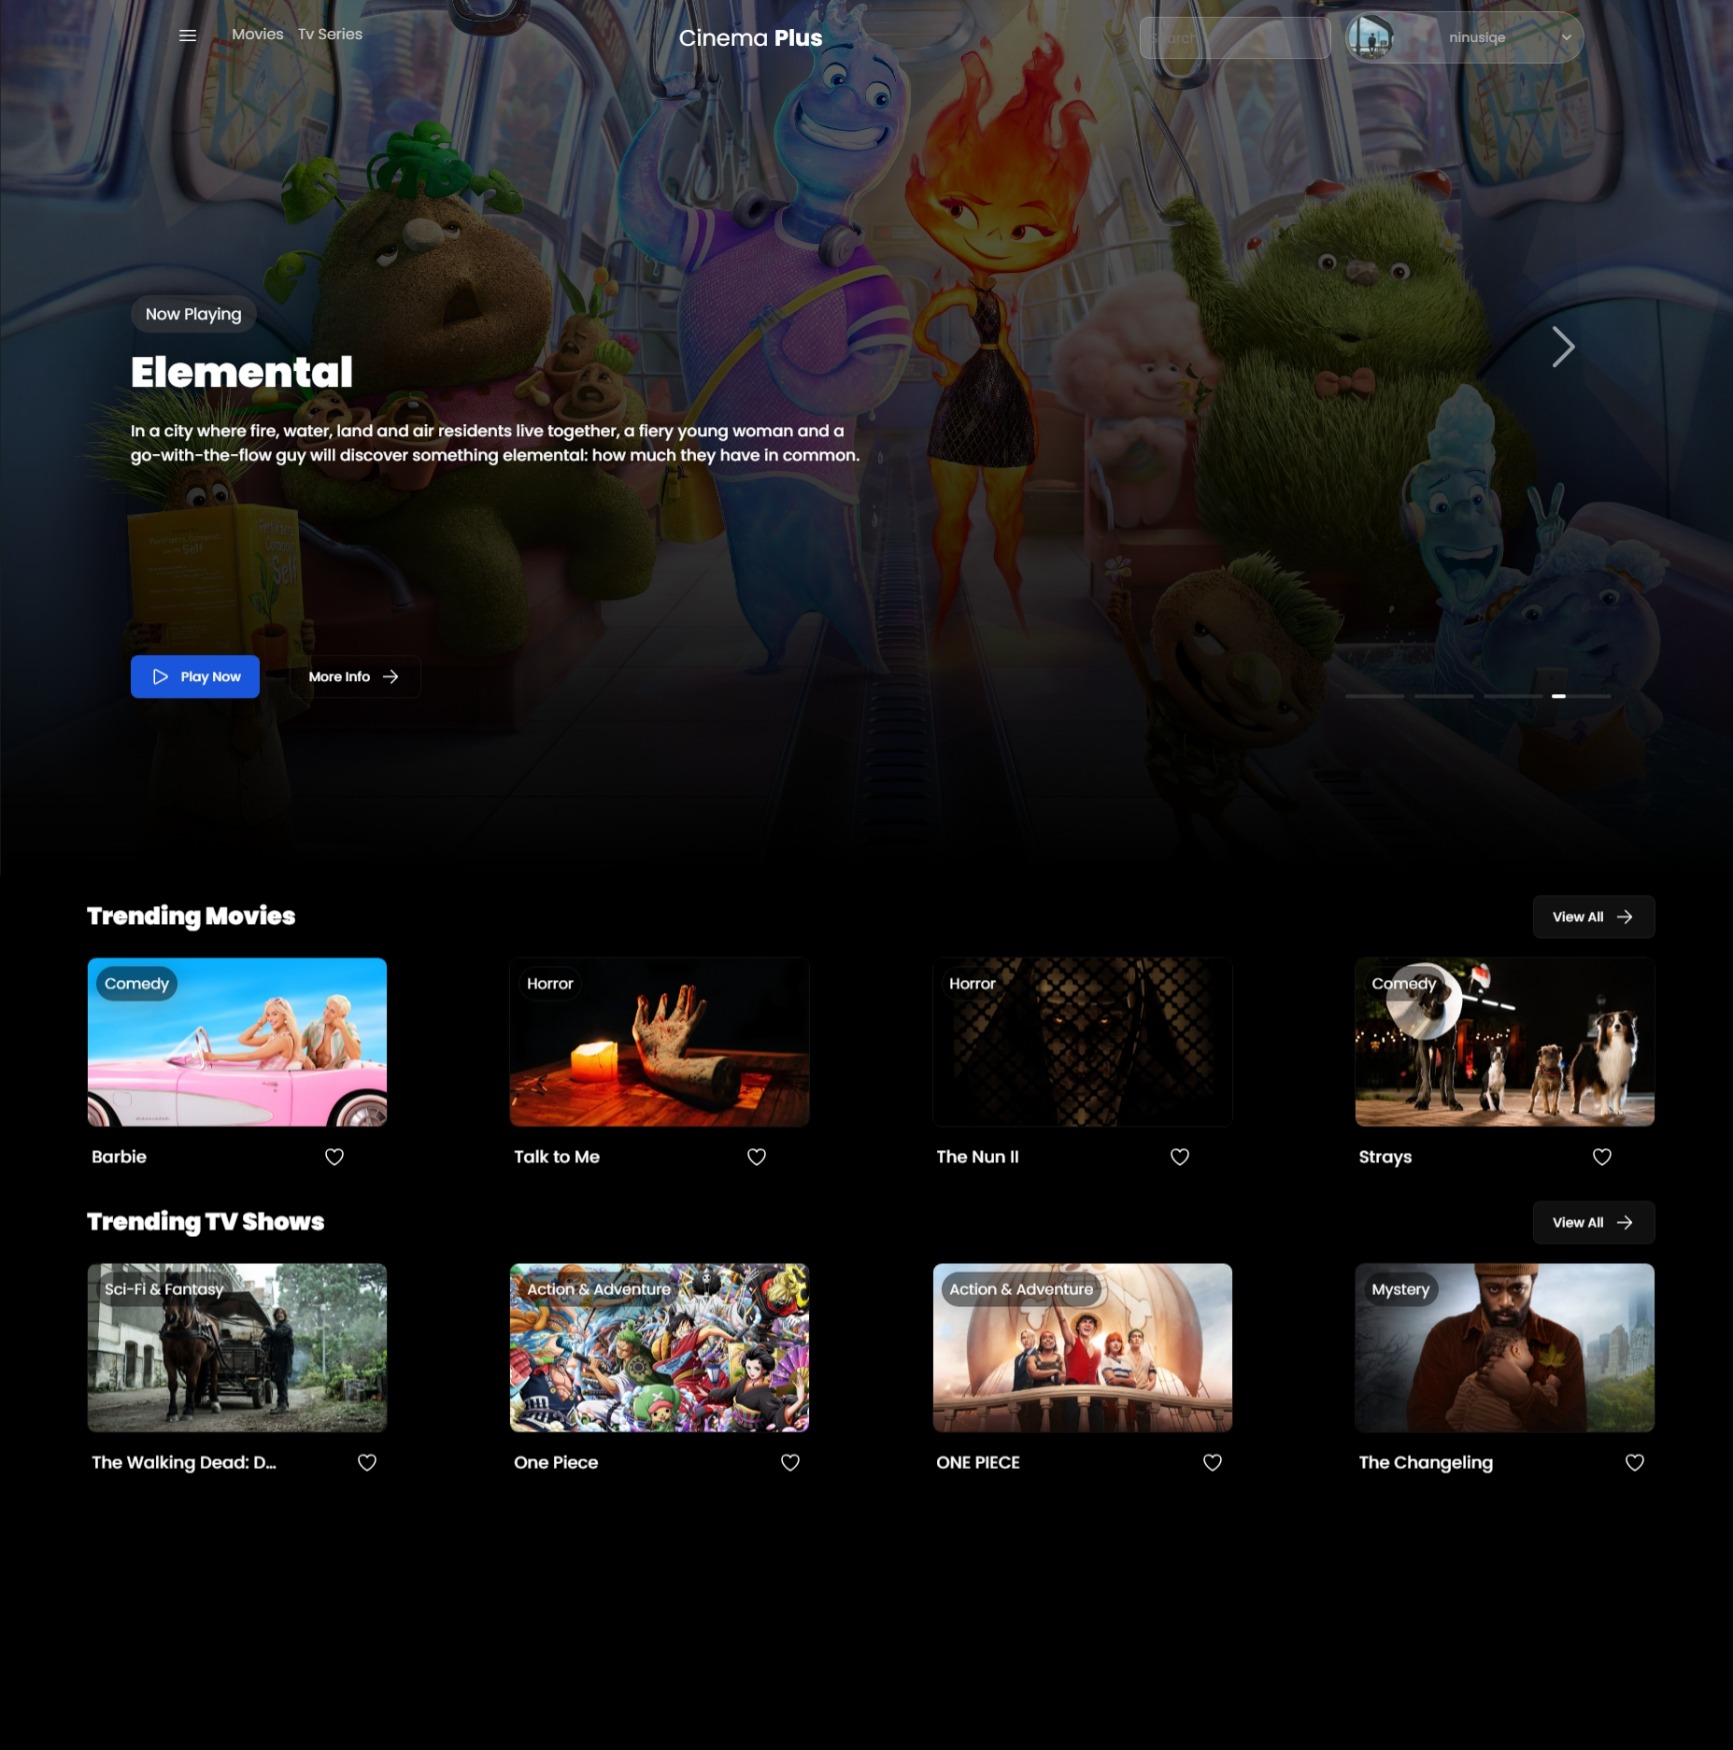 Movies Tv Series
Cinema Plus
Search
ninusiqe
Now Playing
Elemental
In a city where fire, water, land and air residents live together, a fiery young woman and a
go-with-the-flow guy will discover something elemental: how much they have in common.
Self
Self
Play Now
More Info
Trending Movies
View All
Comedy
Horror
Horror
Comedy
Barbie
Talk to Me
The Nun II
Strays
Trending TV Shows
View All
Sci-Fi & Fantasy
Action & Adventure
Action & Adventure
Mystery
The Walking Dead: D...
One Piece
ONE PIECE
The Changeling